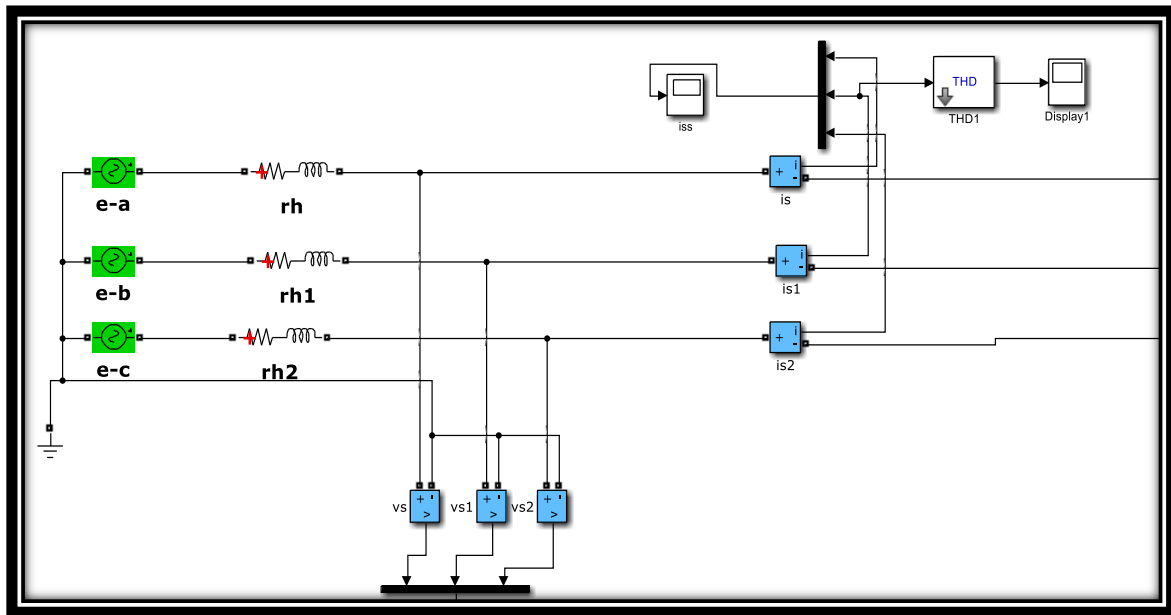 THD
iss
THD1
Display1
i
+
-
e-a
rh
is
i
+
-
e-b
rh1
is1
i
+
-
e-c
rh2
is2
vs
+ -
>
vs1
+ -
>
vs2
+ -
>